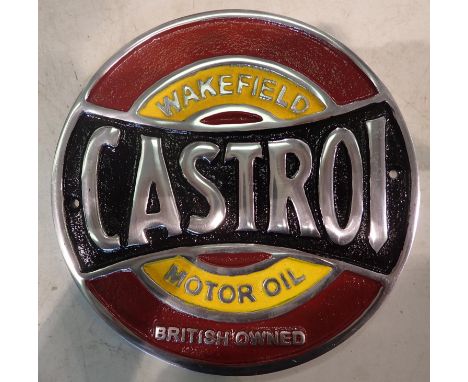 WAKEFIELD
CASTROL
MOTOR OIL
BRITISH OWNED